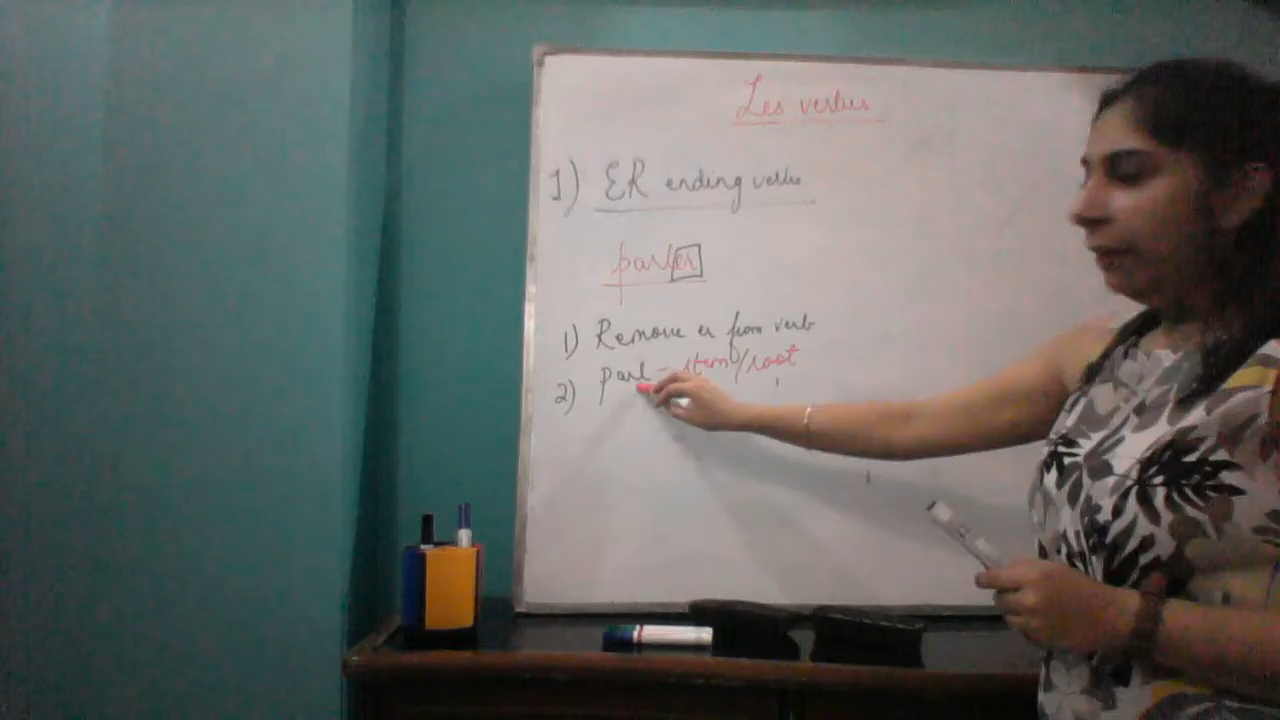 Les verbes
1) ER ending verbs
parler
1) Remove er from verb
2) Parl - stem/root